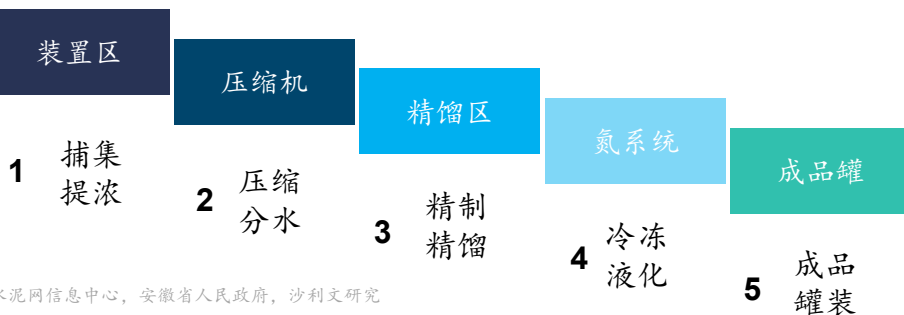 装置区
压缩机
精馏区
氮系统
成品罐
1
捕集
提浓
2
压缩
分水
3
精制
精馏
4
冷冻
液化
5
成品
罐装
水泥网信息中心，安徽省人民政府，沙利文研究